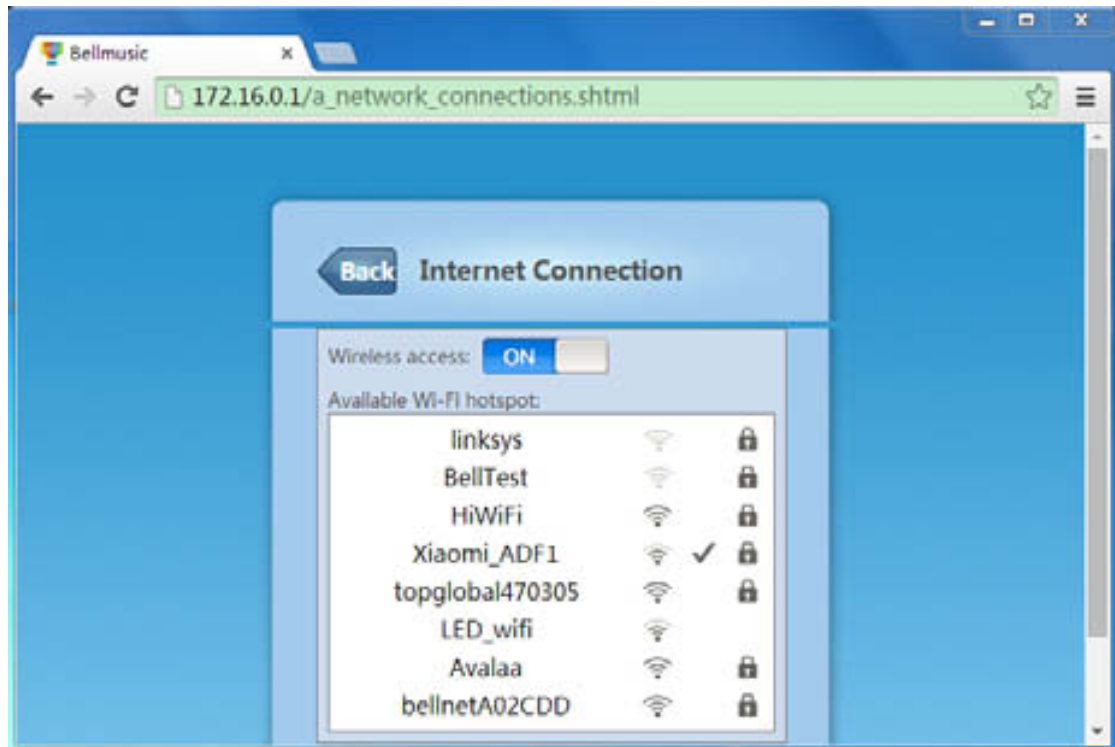 Bellmusic
172.16.0.1/a_network_connections.shtml
Back Internet Connection
Wireless access: ON
Available Wi-Fi hotspot:
linksys
BellTest
HiWiFi
Xiaomi_ADF1
topglobal470305
LED_wifi
Avalaa
bellnetA02CDD